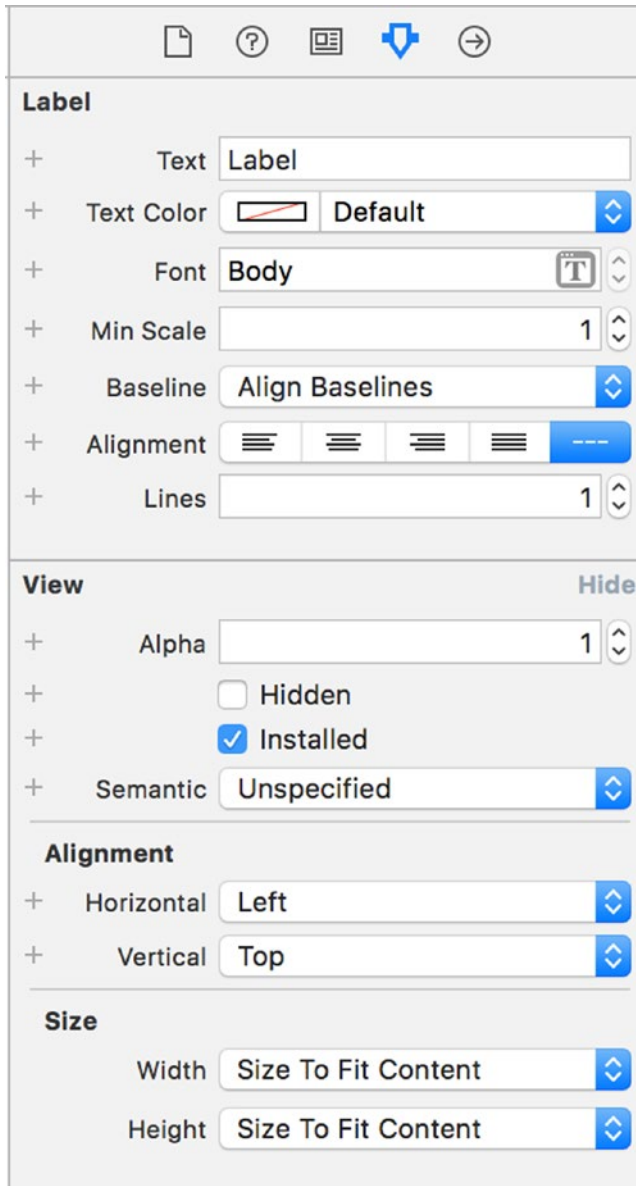 Label
+ Text Label
+ Text Color Default
+ Font Body T
+ Min Scale 1
+ Baseline Align Baselines
+ Alignment ---
+ Lines 1
View Hide
+ Alpha 1
+ Hidden
+ Installed
+ Semantic Unspecified
Alignment
+ Horizontal Left
+ Vertical Top
Size
Width Size To Fit Content
Height Size To Fit Content